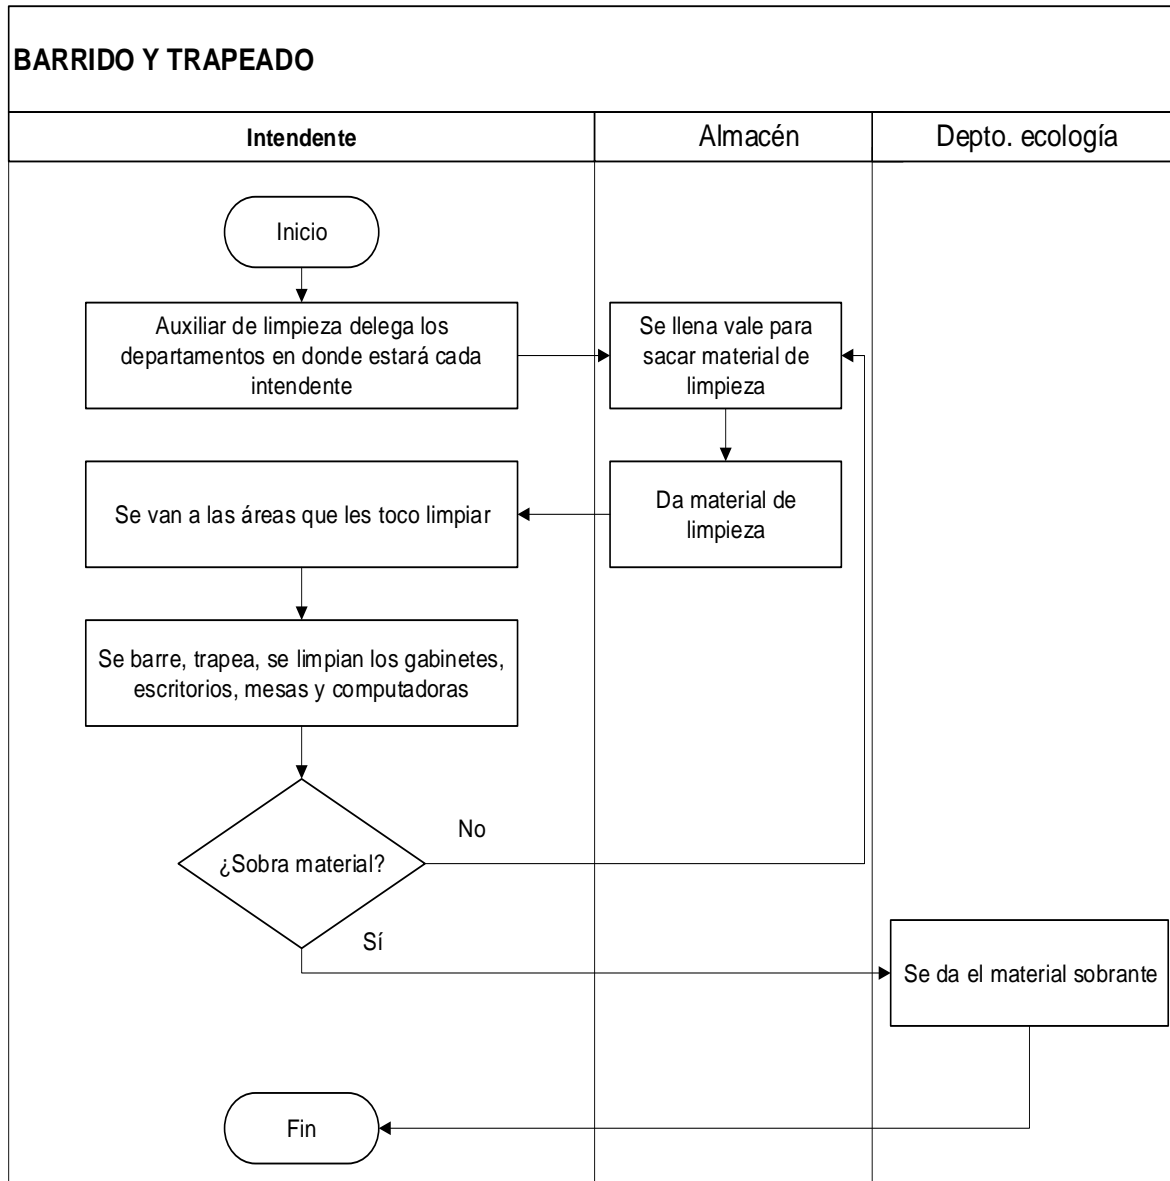 BARRIDO Y TRAPEADO
Intendente
Almacén
Depto. ecología
Inicio
Auxiliar de limpieza delega los
departamentos en donde estará cada
intendente
Se llena vale para
sacar material de
limpieza
Se van a las áreas que les toco limpiar
Da material de
limpieza
Se barre, trapea, se limpian los gabinetes,
escritorios, mesas y computadoras
No
¿Sobra material?
Sí
Se da el material sobrante
Fin